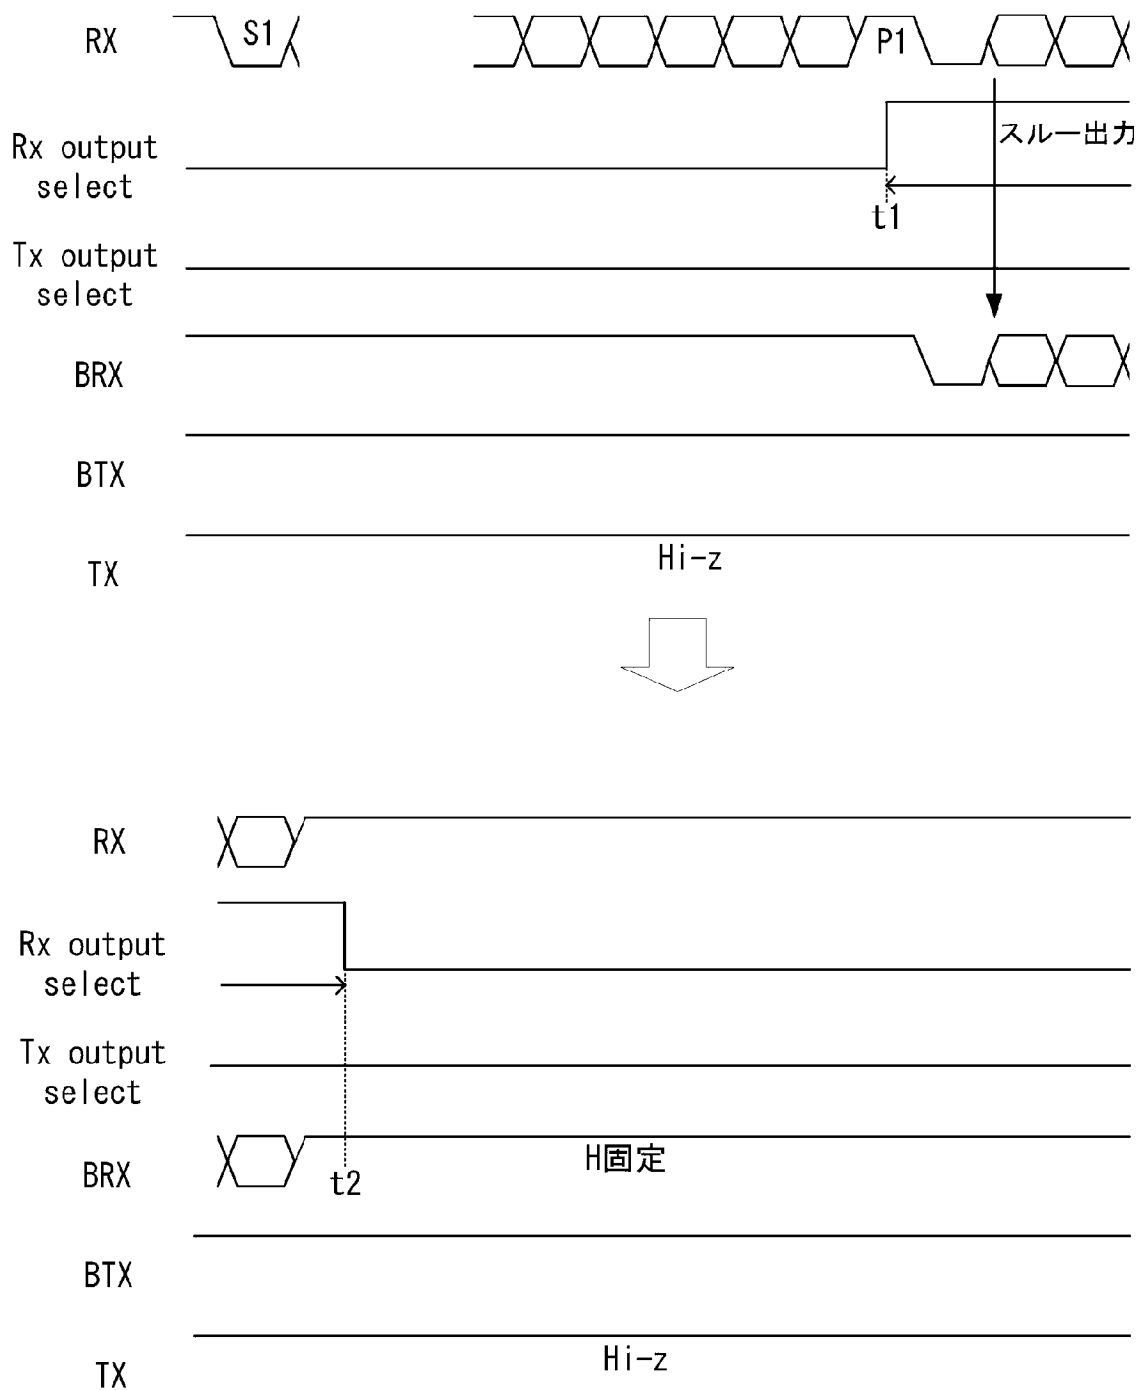 RX
S1
P1
Rx output
select
スルー出力
t1
Tx output
select
BRX
BTX
Hi-z
TX
RX
Rx output
select
Tx output
select
H固定
BRX
t2
BTX
Hi-z
TX